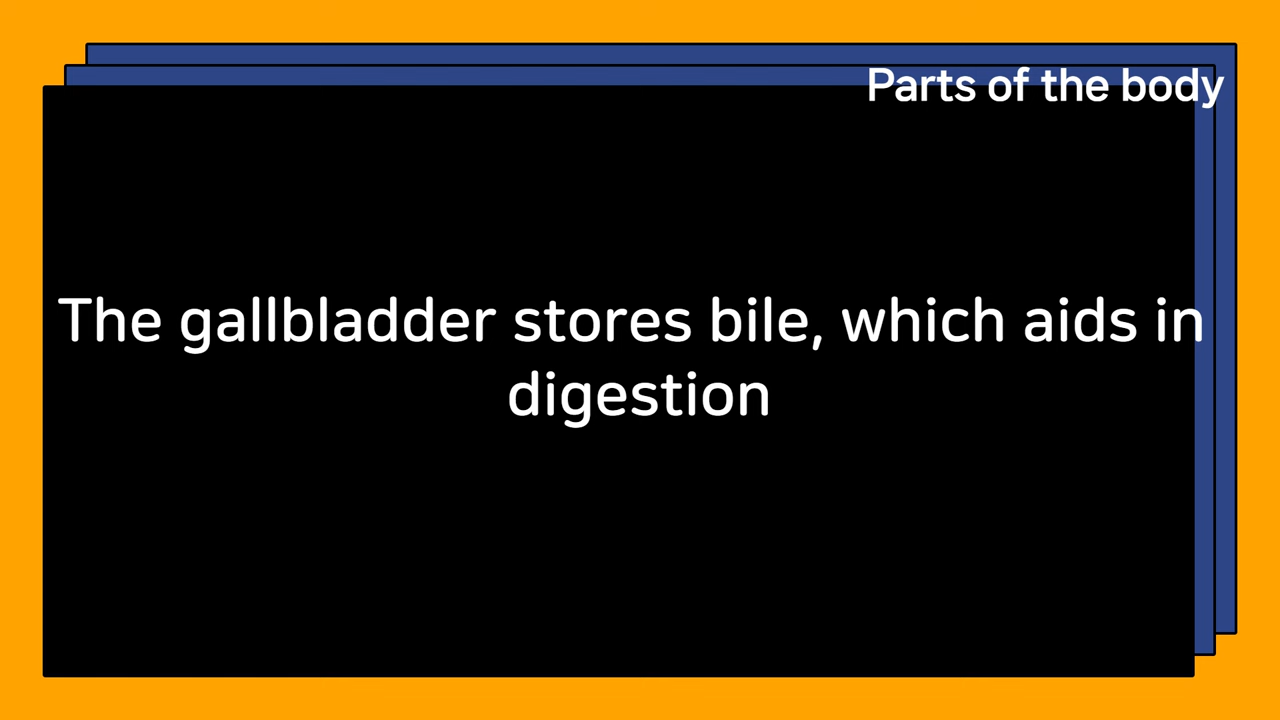 Parts of the body
The gallbladder stores bile, which aids in
digestion